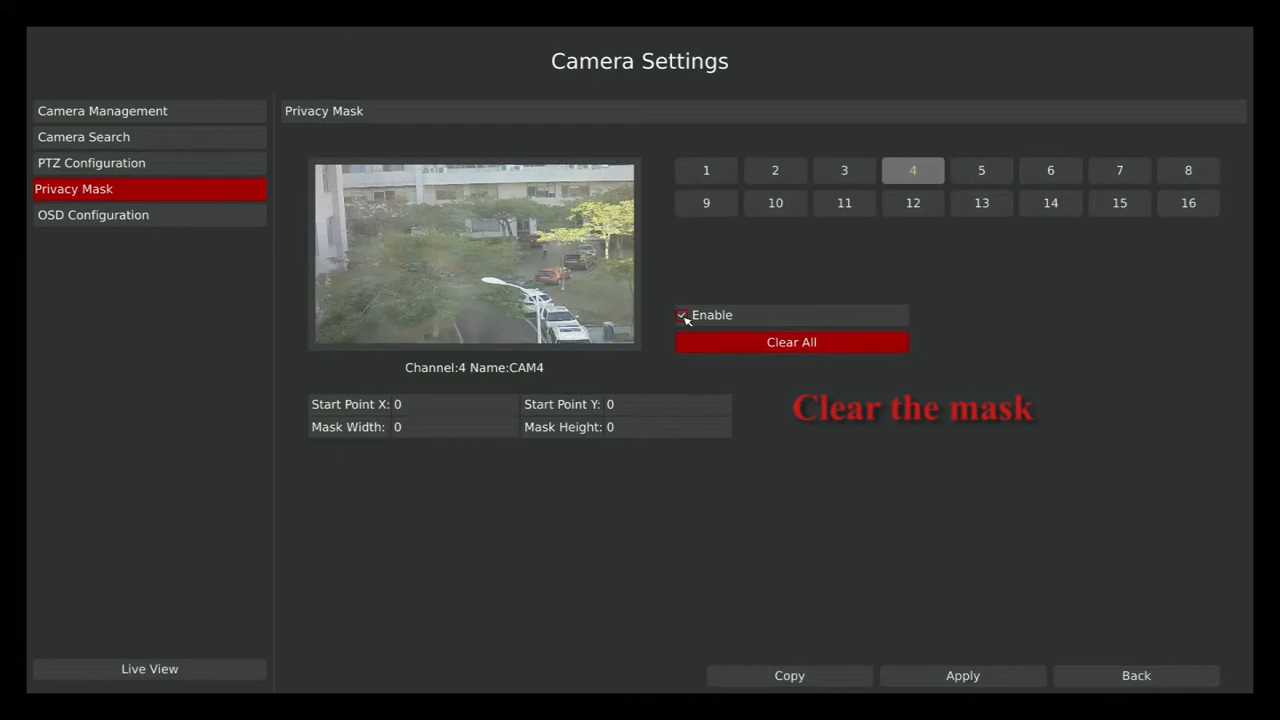 Camera Settings
Camera Management
Camera Search
PTZ Configuration
Privacy Mask
OSD Configuration
Live View
Privacy Mask
1 2 3 4 5 6 7 8
9 10 11 12 13 14 15 16
Enable
Clear All
Channel:4 Name:CAM4
Start Point X: 0 Start Point Y: 0
Mask Width: 0 Mask Height: 0
Clear the mask
Copy Apply Back